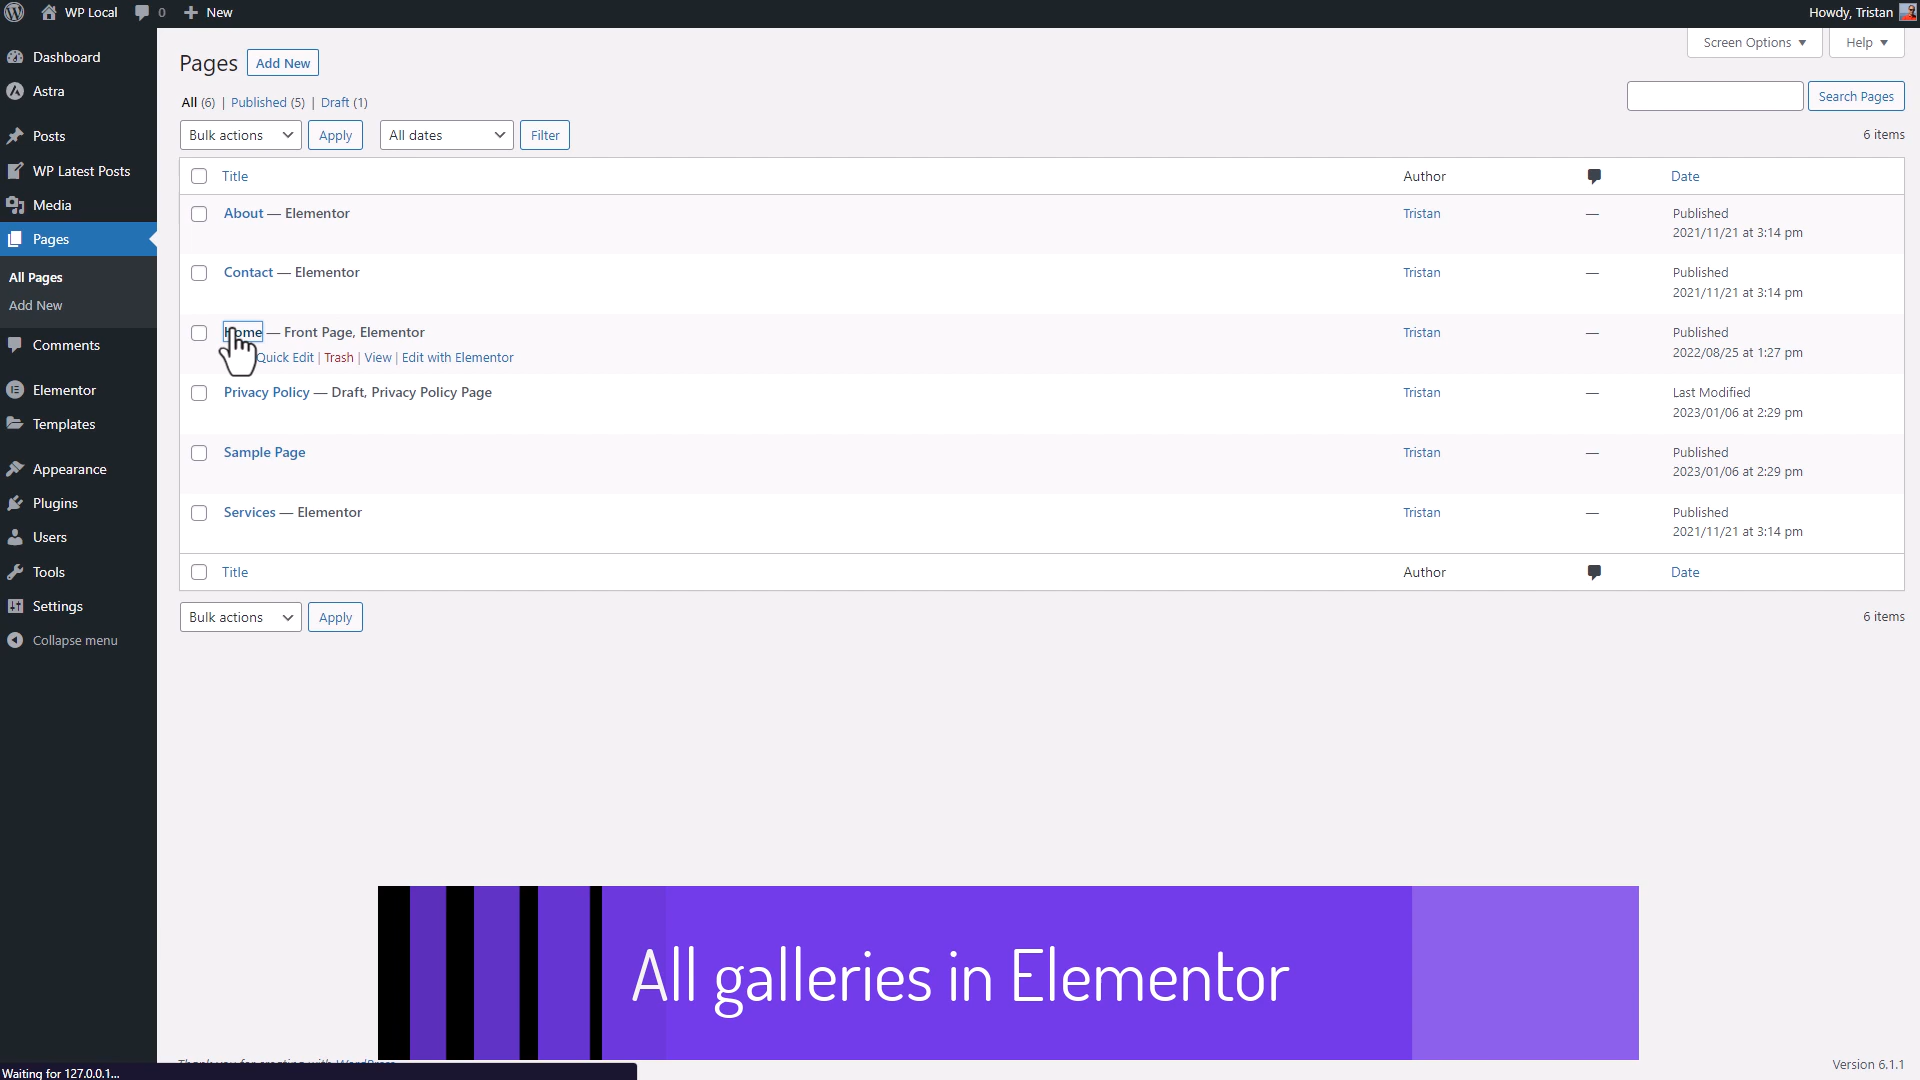 WP Local 0 New Howdy, Tristan
Dashboard
Astra
Posts
WP Latest Posts
Media
Pages
All Pages
Add New
Comments
Elementor
Templates
Appearance
Plugins
Users
Tools
Settings
Collapse menu
Screen Options Help
Pages Add New
All (6) | Published (5) | Draft (1)
Search Pages
Bulk actions Apply All dates Filter 6 items
Title Author Date
About — Elementor Tristan — Published
2021/11/21 at 3:14 pm
Contact — Elementor Tristan — Published
2021/11/21 at 3:14 pm
Home — Front Page, Elementor Tristan — Published
Quick Edit | Trash | View | Edit with Elementor 2022/08/25 at 1:27 pm
Privacy Policy — Draft, Privacy Policy Page Tristan — Last Modified
2023/01/06 at 2:29 pm
Sample Page Tristan — Published
2023/01/06 at 2:29 pm
Services — Elementor Tristan — Published
2021/11/21 at 3:14 pm
Title Author Date
Bulk actions Apply 6 items
All galleries in Elementor
Thank you for creating with WordPress Version 6.1.1
Waiting for 127.0.0.1...